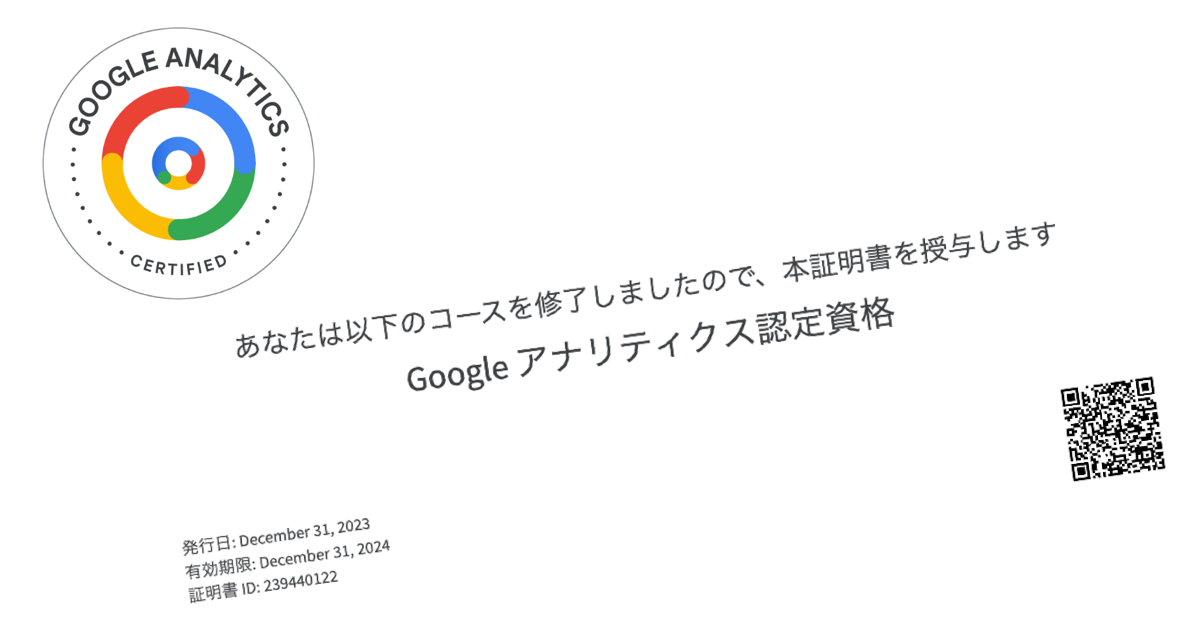 GOOGLE ANALYTICS
CERTIFIED
あなたは以下のコースを修了しましたので、本証明書を授与します
Google アナリティクス認定資格
発行日: December 31, 2023
有効期限: December 31, 2024
証明書 ID: 239440122